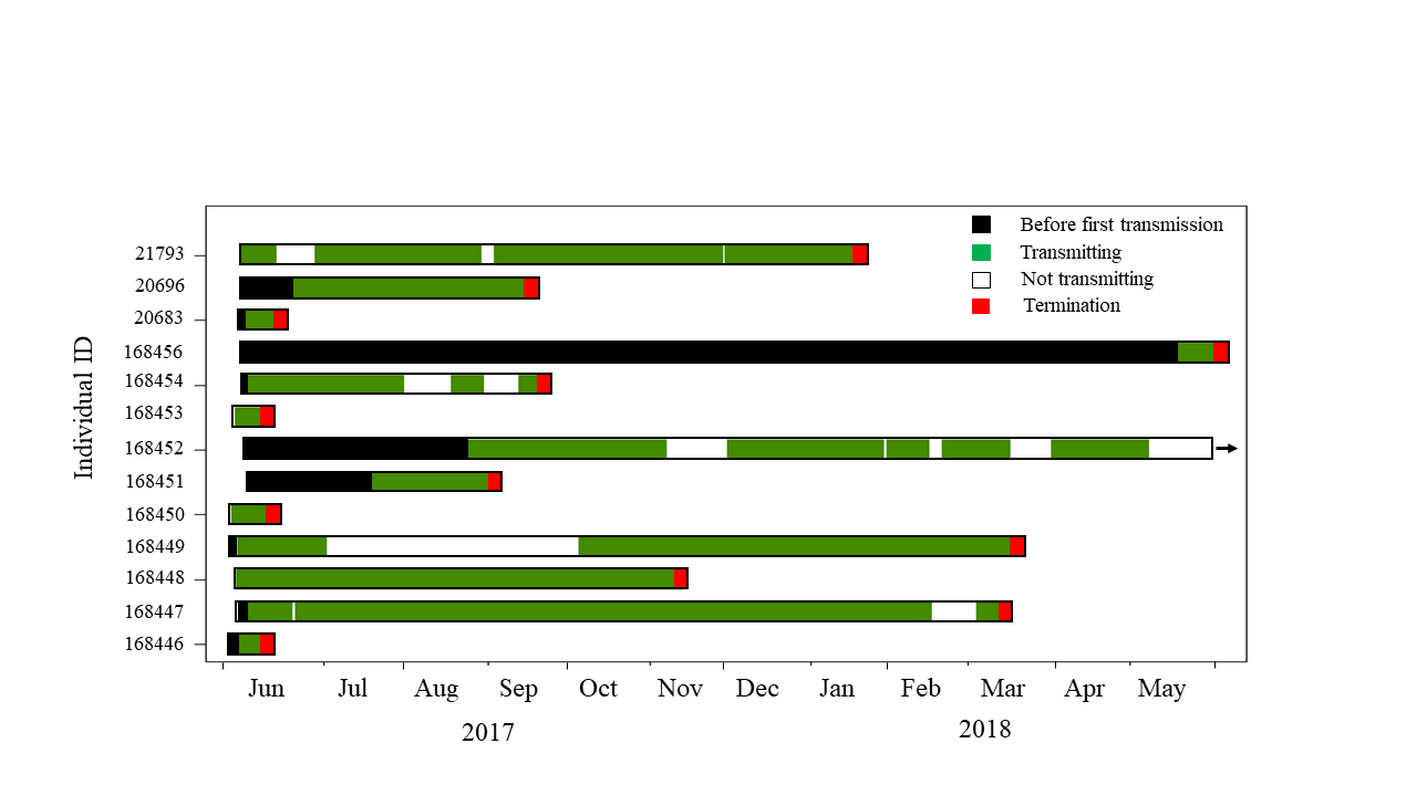 Before first transmission
Transmitting
Not transmitting
Termination
Individual ID
21793
20696
20683
168456
168454
168453
168452
168451
168450
168449
168448
168447
168446
Jun Jul Aug Sep Oct Nov Dec Jan Feb Mar Apr May
2017 2018